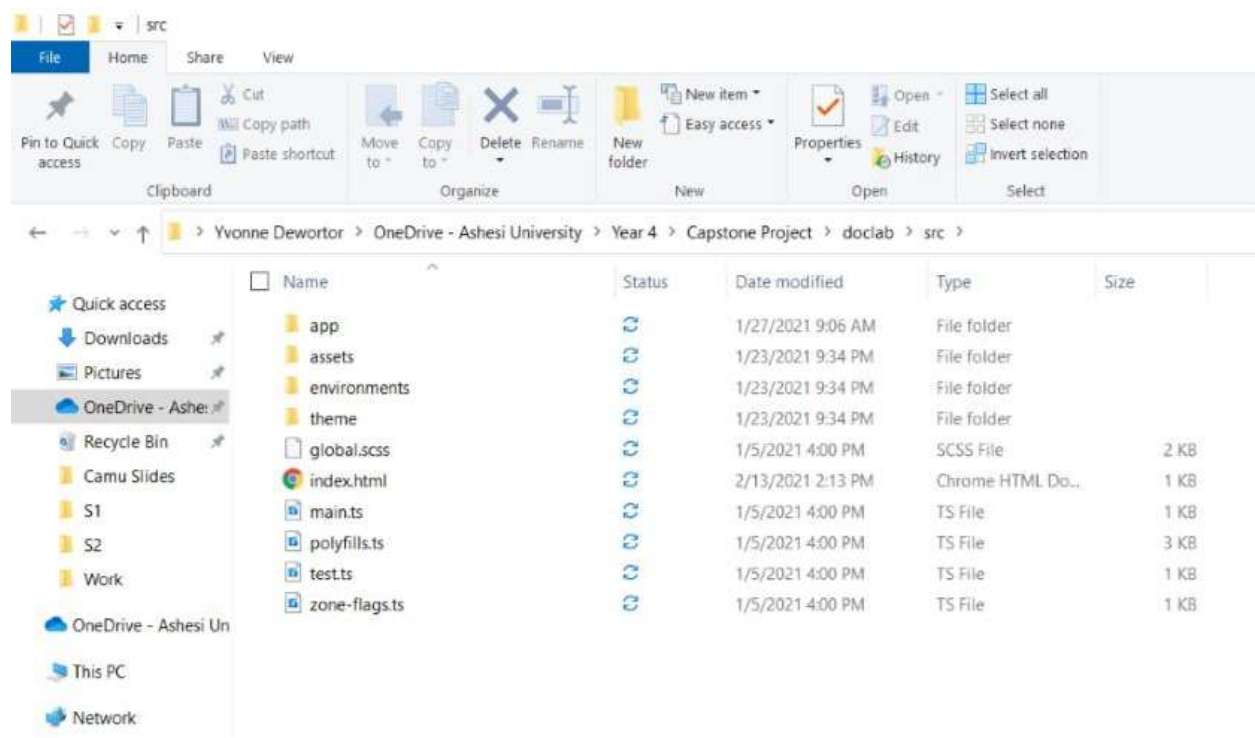 src
File Home Share View
Pin to Quick access
Copy
Paste
Cut
Copy path
Paste shortcut
Clipboard
Move to
Copy to
Delete
Rename
Organize
New folder
New item
Easy access
New
Properties
Open
Edit
History
Open
Select all
Select none
Invert selection
Select
Yvonne Dewortor > OneDrive - Ashesi University > Year 4 > Capstone Project > doclab > src >
Name Status Date modified Type Size
app 1/27/2021 9:06 AM File folder
assets 1/23/2021 9:34 PM File folder
environments 1/23/2021 9:34 PM File folder
theme 1/23/2021 9:34 PM File folder
global.scss 1/5/2021 4:00 PM SCSS File 2 KB
index.html 2/13/2021 2:13 PM Chrome HTML Do... 1 KB
main.ts 1/5/2021 4:00 PM TS File 1 KB
polyfills.ts 1/5/2021 4:00 PM TS File 3 KB
test.ts 1/5/2021 4:00 PM TS File 1 KB
zone-flags.ts 1/5/2021 4:00 PM TS File 1 KB
Quick access
Downloads
Pictures
OneDrive - Ashe
Recycle Bin
Camu Slides
S1
S2
Work
OneDrive - Ashesi Un
This PC
Network